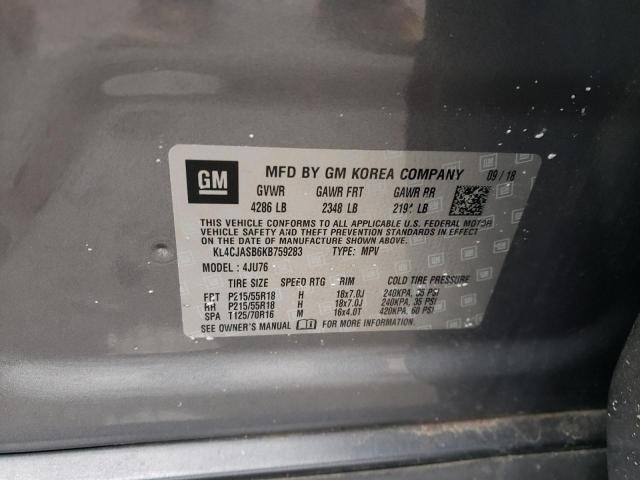 GM
MFD BY GM KOREA COMPANY 09/18
GVWR GAWR FRT GAWR RR
4286 LB 2348 LB 2194 LB
THIS VEHICLE CONFORMS TO ALL APPLICABLE U.S. FEDERAL MOTOR
VEHICLE SAFETY AND THEFT PREVENTION STANDARDS IN EFFECT ON
THE DATE OF MANUFACTURE SHOWN ABOVE.
KL4CJASB6KB759283 TYPE: MPV
MODEL : 4JU76
TIRE SIZE SPEED RTG RIM COLD TIRE PRESSURE
FRT P215/55R18 H 18x7.0J 240KPA, 35 PSI
RR P215/55R18 H 18x7.0J 240KPA, 35 PSI
SPA T125/70R16 M 16x4.0T 420KPA, 60 PSI
SEE OWNER'S MANUAL FOR MORE INFORMATION.